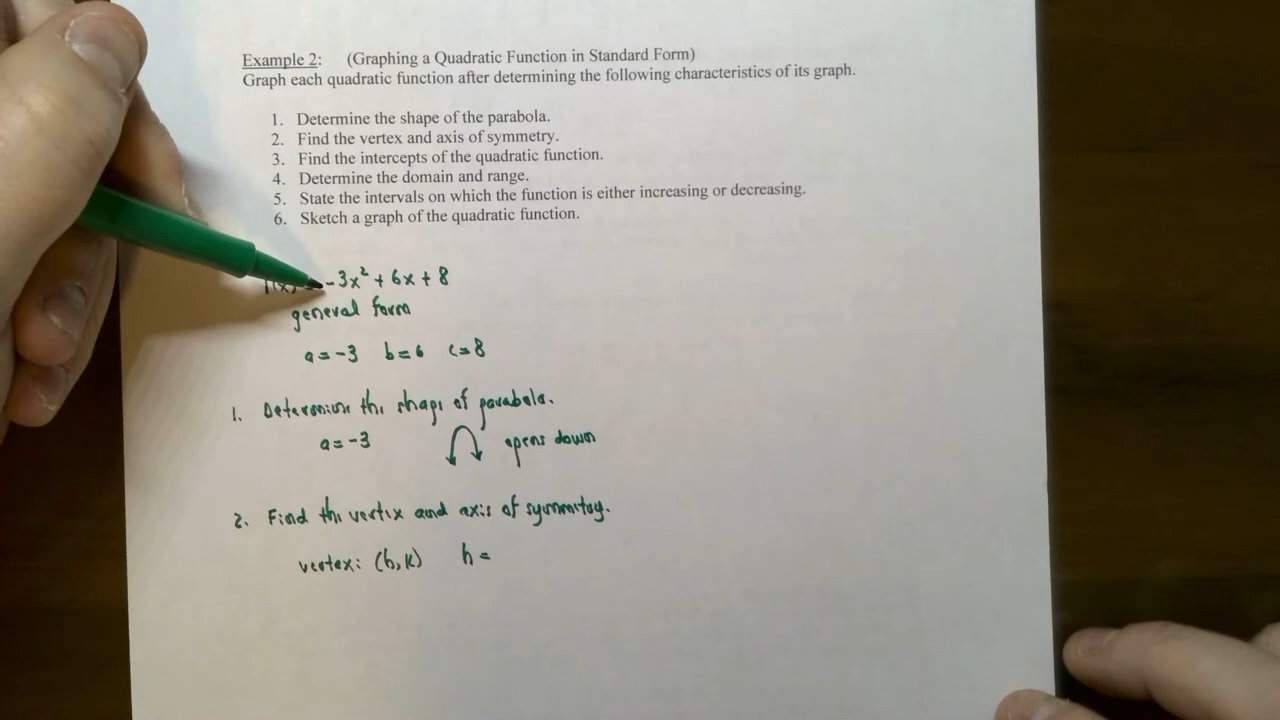 Example 2: (Graphing a Quadratic Function in Standard Form)
Graph each quadratic function after determining the following characteristics of its graph.
1. Determine the shape of the parabola.
2. Find the vertex and axis of symmetry.
3. Find the intercepts of the quadratic function.
4. Determine the domain and range.
5. State the intervals on which the function is either increasing or decreasing.
6. Sketch a graph of the quadratic function.
-3x² + 6x + 8
general form
a = -3 b = 6 c = 8
1. Determine the shape of parabola.
a = -3 opens down
2. Find the vertex and axis of symmetry.
vertex: (h, k) h =